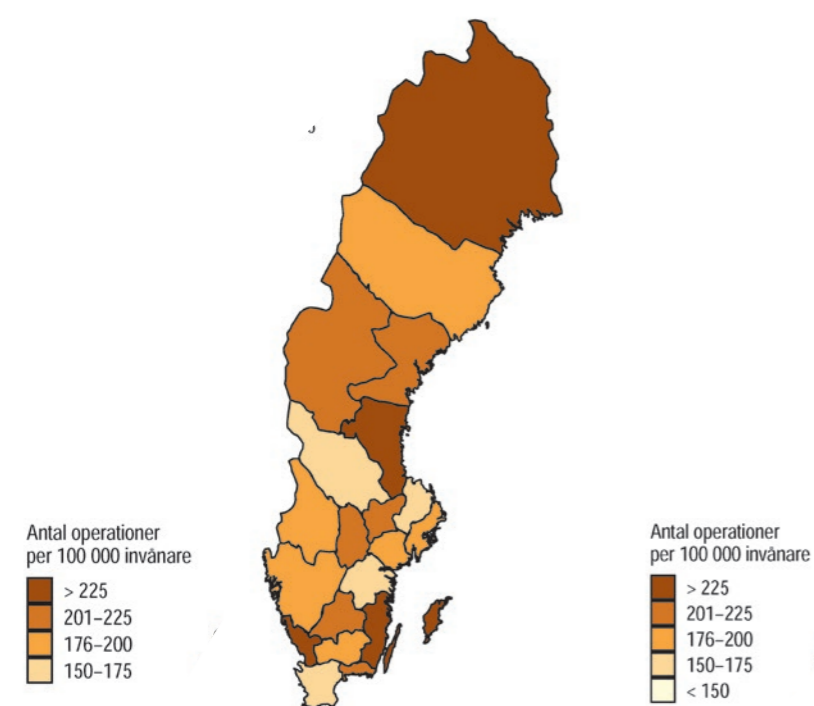 Antal operationer
per 100 000 invånare
> 225
201–225
176–200
150–175
Antal operationer
per 100 000 invånare
> 225
201–225
176–200
150–175
< 150